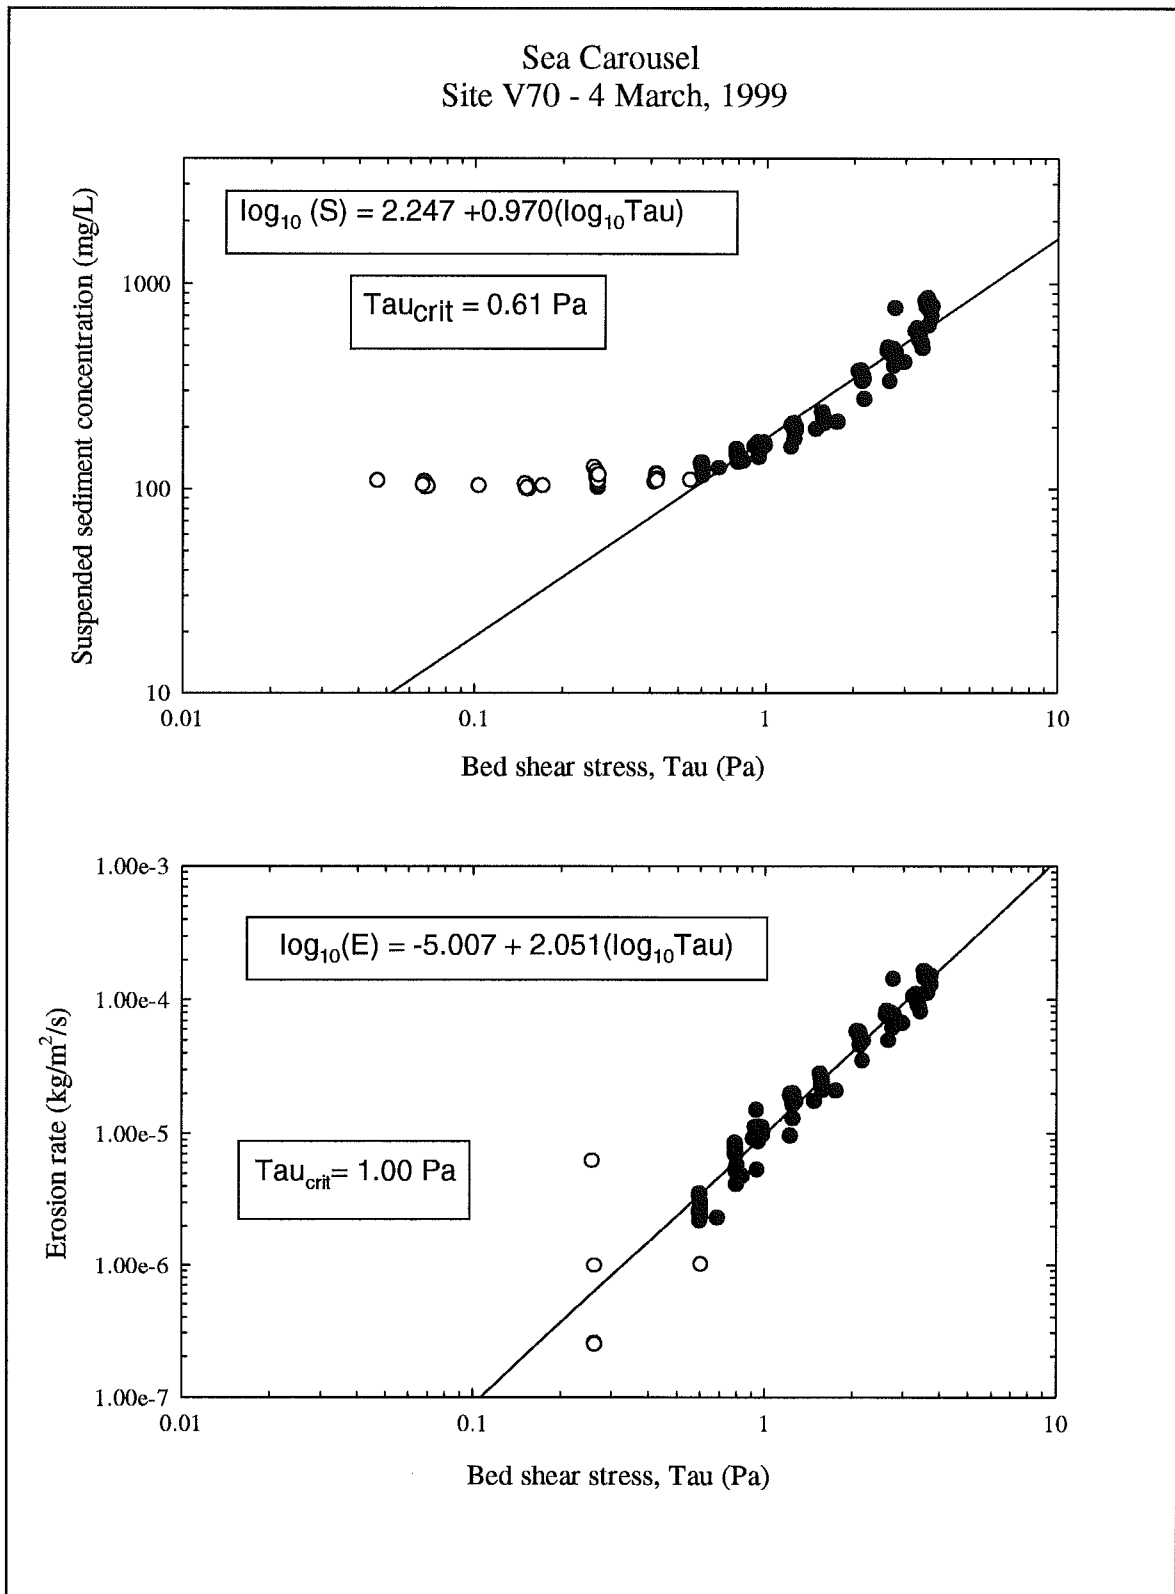 Sea Carousel
Site V70 - 4 March, 1999
log₁₀ (S) = 2.247 +0.970(log₁₀Tau)
Tau_crit = 0.61 Pa
Suspended sediment concentration (mg/L)
1000
100
10
0.01 0.1 1 10
Bed shear stress, Tau (Pa)
log₁₀(E) = -5.007 + 2.051(log₁₀Tau)
Tau_crit= 1.00 Pa
Erosion rate (kg/m²/s)
1.00e-3
1.00e-4
1.00e-5
1.00e-6
1.00e-7
0.01 0.1 1 10
Bed shear stress, Tau (Pa)